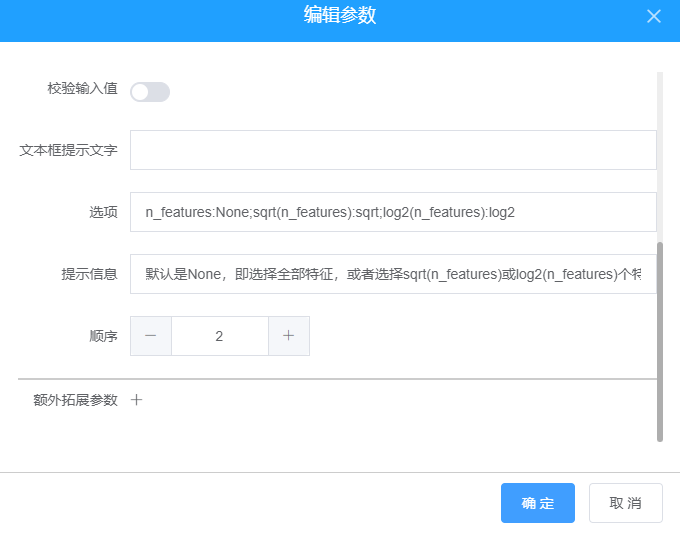 编辑参数
校验输入值
文本框提示文字
选项 n_features:None;sqrt(n_features):sqrt;log2(n_features):log2
提示信息 默认是None，即选择全部特征，或者选择sqrt(n_features)或log2(n_features)个
顺序 2
额外拓展参数
确定 取消